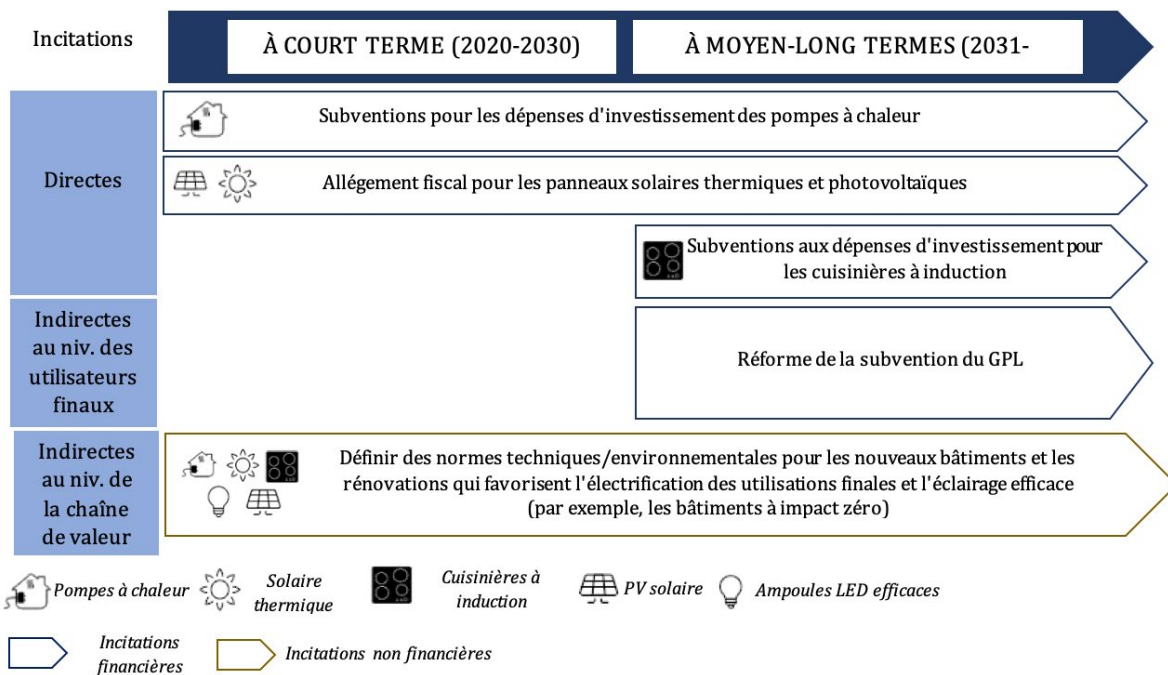 Incitations
À COURT TERME (2020-2030)
À MOYEN-LONG TERMES (2031-
Directes
Subventions pour les dépenses d'investissement des pompes à chaleur
Allégement fiscal pour les panneaux solaires thermiques et photovoltaïques
Subventions aux dépenses d'investissement pour
les cuisinières à induction
Indirectes
au niv. des
utilisateurs
finaux
Réforme de la subvention du GPL
Indirectes
au niv. de
la chaîne
de valeur
Définir des normes techniques/environnementales pour les nouveaux bâtiments et les
rénovations qui favorisent l'électrification des utilisations finales et l'éclairage efficace
(par exemple, les bâtiments à impact zéro)
Pompes à chaleur
Solaire
thermique
Cuisinières à
induction
PV solaire
Ampoules LED efficaces
Incitations
financières
Incitations non financières